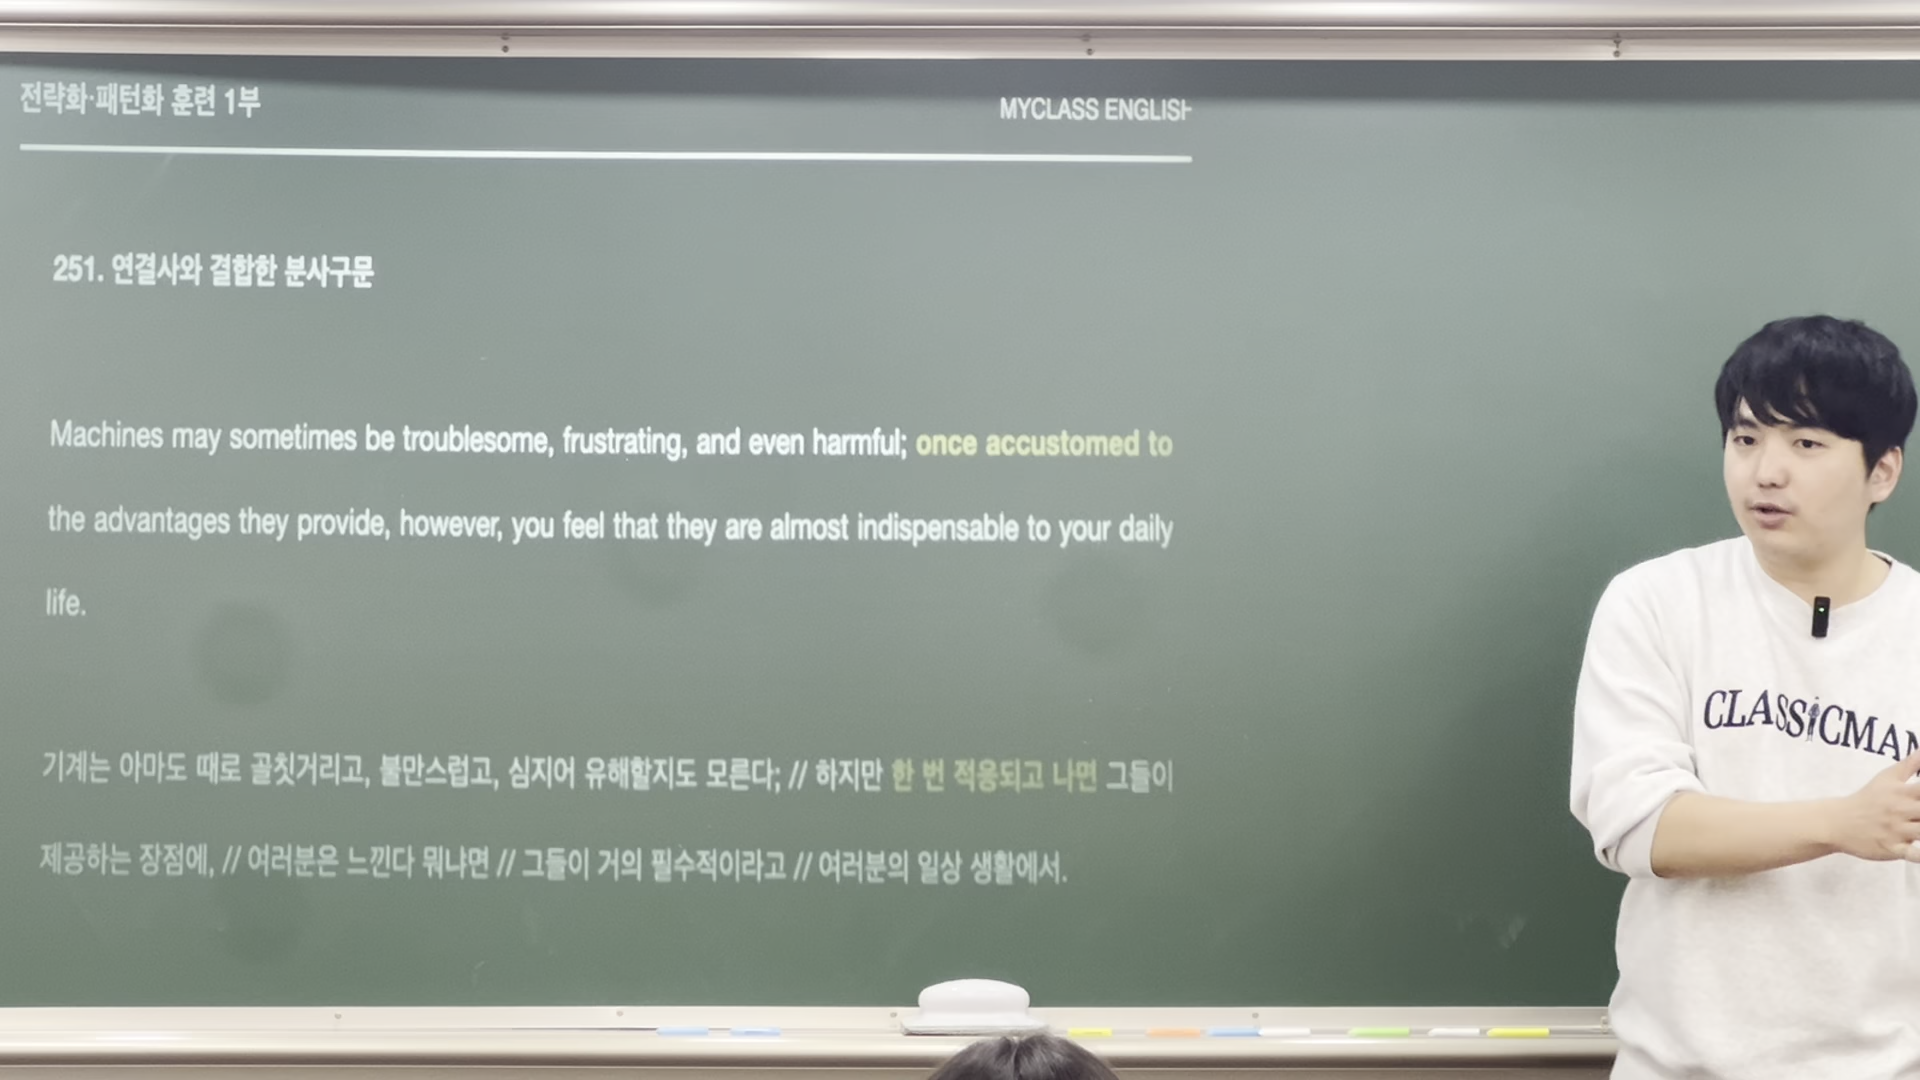 전략화·패턴화 훈련 1부
MYCLASS ENGLISH
251. 연결사와 결합한 분사구문
Machines may sometimes be troublesome, frustrating, and even harmful; once accustomed to
the advantages they provide, however, you feel that they are almost indispensable to your daily
life.
기계는 아마도 때로 골칫거리고, 불만스럽고, 심지어 유해할지도 모른다; // 하지만 한 번 적응되고 나면 그들이
제공하는 장점에, // 여러분은 느낀다 뭐냐면 // 그들이 거의 필수적이라고 // 여러분의 일상 생활에서.
CLASSICMAN